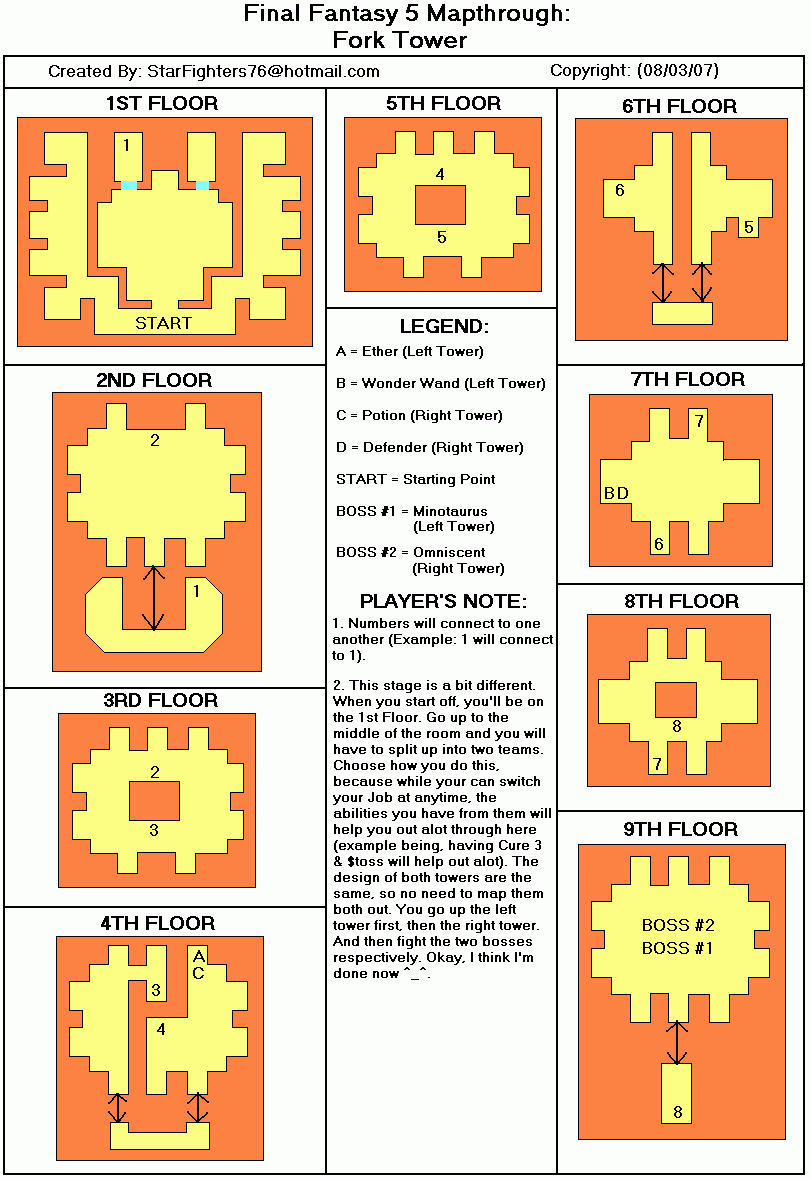 Final Fantasy 5 Mapthrough:
Fork Tower
Created By: StarFighters76@hotmail.com
Copyright: (08/03/07)
1ST FLOOR
1
START
2ND FLOOR
2
1
3RD FLOOR
2
3
4TH FLOOR
A
C
3
4
5TH FLOOR
4
5
LEGEND:
A = Ether (Left Tower)
B = Wonder Wand (Left Tower)
C = Potion (Right Tower)
D = Defender (Right Tower)
START = Starting Point
BOSS #1 = Minotaurus
(Left Tower)
BOSS #2 = Omniscent
(Right Tower)
PLAYER'S NOTE:
1. Numbers will connect to one
another (Example: 1 will connect
to 1).
2. This stage is a bit different.
When you start off, you'll be on
the 1st Floor. Go up to the
middle of the room and you will
have to split up into two teams.
Choose how you do this,
because while your can switch
your Job at anytime, the
abilities you have from them will
help you out alot through here
(example being, having Cure 3
& $toss will help out alot). The
design of both towers are the
same, so no need to map them
both out. You go up the left
tower first, then the right tower.
And then fight the two bosses
respectively. Okay, I think I'm
done now ^_^.
6TH FLOOR
6
5
7TH FLOOR
7
BD
6
8TH FLOOR
8
7
9TH FLOOR
BOSS #2
BOSS #1
8